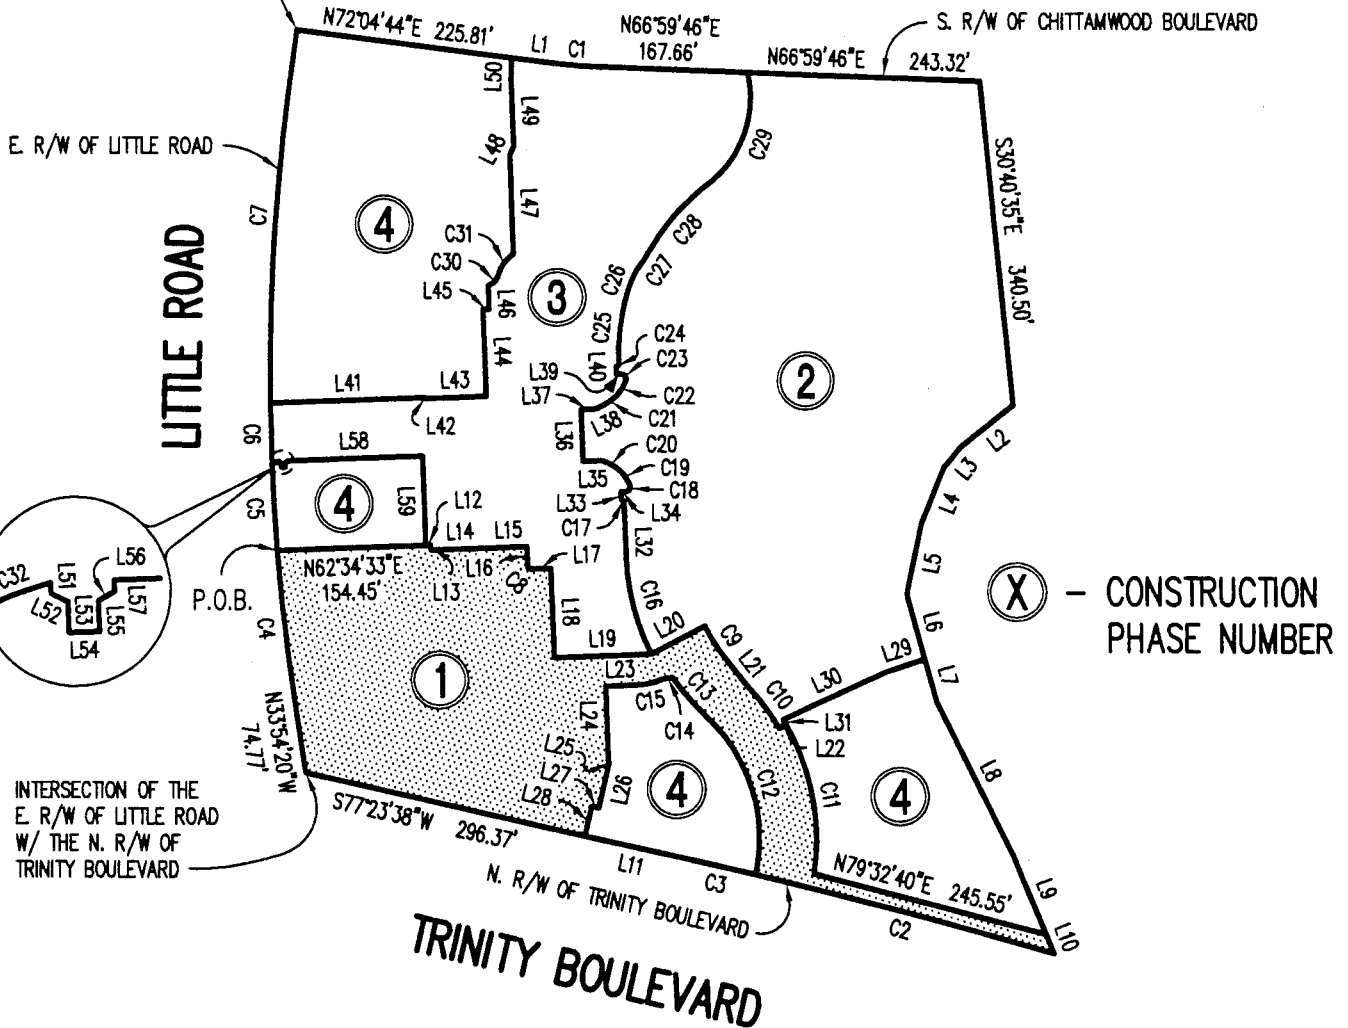 N72°04'44"E 225.81'
L1
C1
N66°59'46"E
167.66'
S. R/W OF CHITTAMWOOD BOULEVARD
N66°59'46"E 243.32'
L50
L49
L48
L47
E. R/W OF LITTLE ROAD
C7
4
LITTLE ROAD
C31
C30
L45
L46
L44
3
C29
C28
C27
C26
C25
C24
C23
C22
C21
L40
L39
L37
L38
L36
S30°40'35"E 340.50'
2
L41
L43
L42
C6
L58
C20
C19
C18
L35
L33
L34
C17
L2
L3
L4
L5
L6
L7
C5
4
L59
L12
L14
L15
L16
L17
C8
L13
L32
N62°34'33"E
154.45'
P.O.B.
C32
L51
L52
L53
L54
L55
L56
L57
X - CONSTRUCTION
PHASE NUMBER
C4
L18
L19
C16
L20
C9
L21
C10
L29
L30
L31
L22
1
L23
C15
C13
C14
L24
L25
L27
L28
L26
4
C12
C11
4
L8
N33°54'20"W
74.77'
INTERSECTION OF THE
E. R/W OF LITTLE ROAD
W/ THE N. R/W OF
TRINITY BOULEVARD
S77°23'38"W 296.37'
L11
C3
N79°32'40"E 245.55'
L9
L10
C2
N. R/W OF TRINITY BOULEVARD
TRINITY BOULEVARD